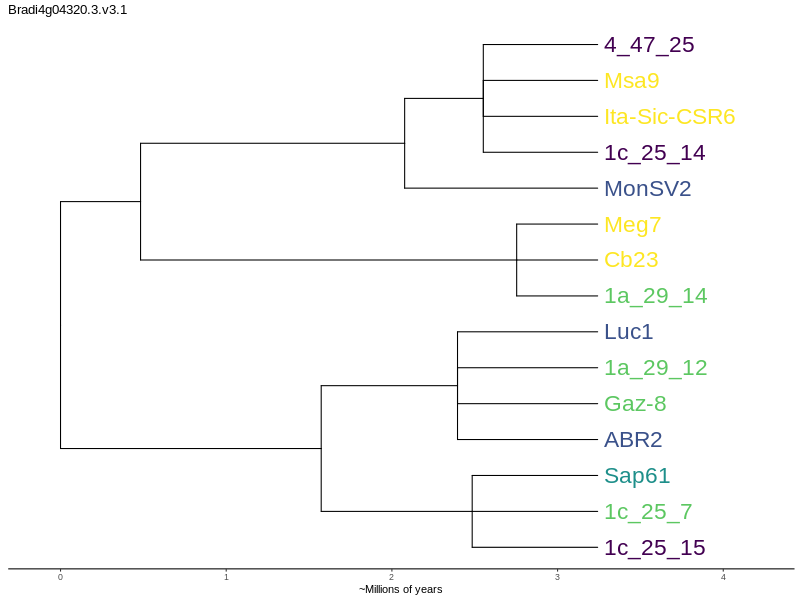 Bradi4g04320.3.v3.1
4_47_25
Msa9
Ita-Sic-CSR6
1c_25_14
MonSV2
Meg7
Cb23
1a_29_14
Luc1
1a_29_12
Gaz-8
ABR2
Sap61
1c_25_7
1c_25_15
0 1 2 3 4
~Millions of years